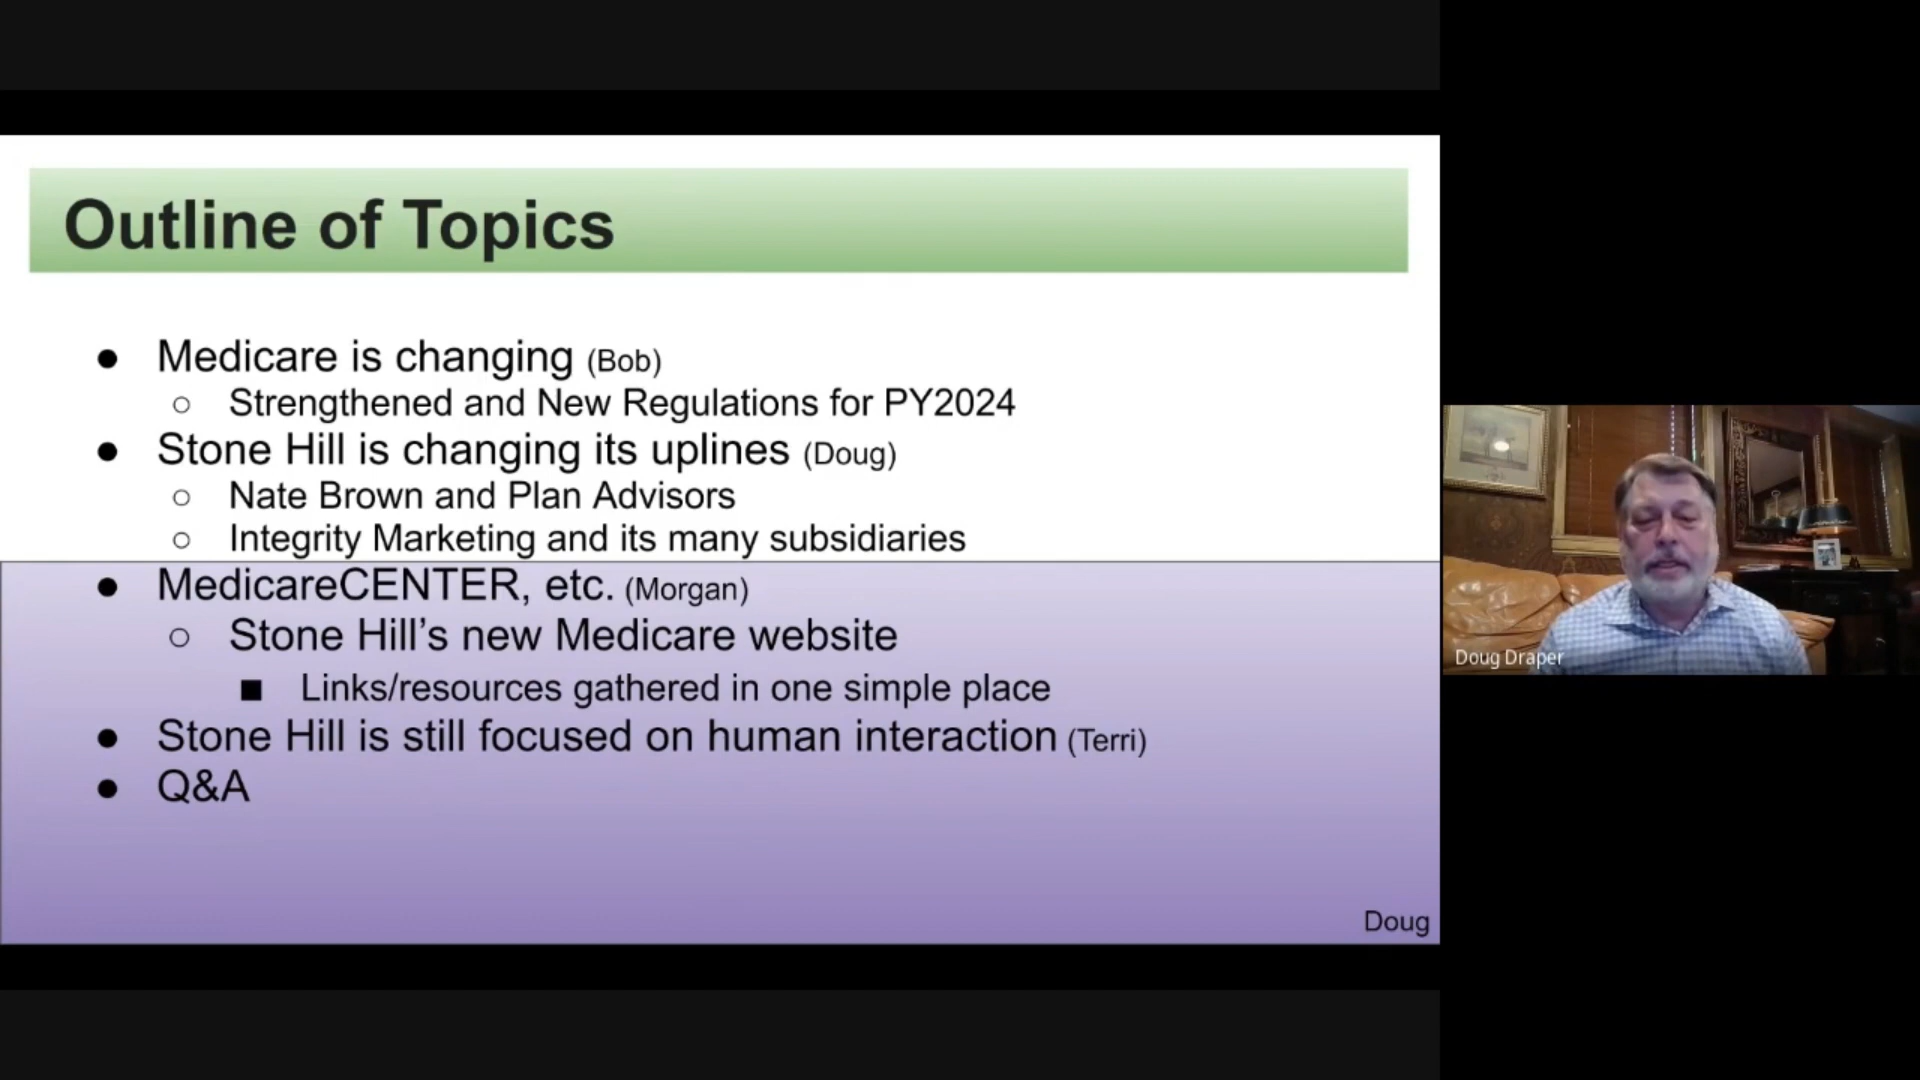 Outline of Topics
● Medicare is changing (Bob)
○ Strengthened and New Regulations for PY2024
● Stone Hill is changing its uplines (Doug)
○ Nate Brown and Plan Advisors
○ Integrity Marketing and its many subsidiaries
● MedicareCENTER, etc. (Morgan)
○ Stone Hill’s new Medicare website
■ Links/resources gathered in one simple place
● Stone Hill is still focused on human interaction (Terri)
● Q&A
Doug
Doug Draper